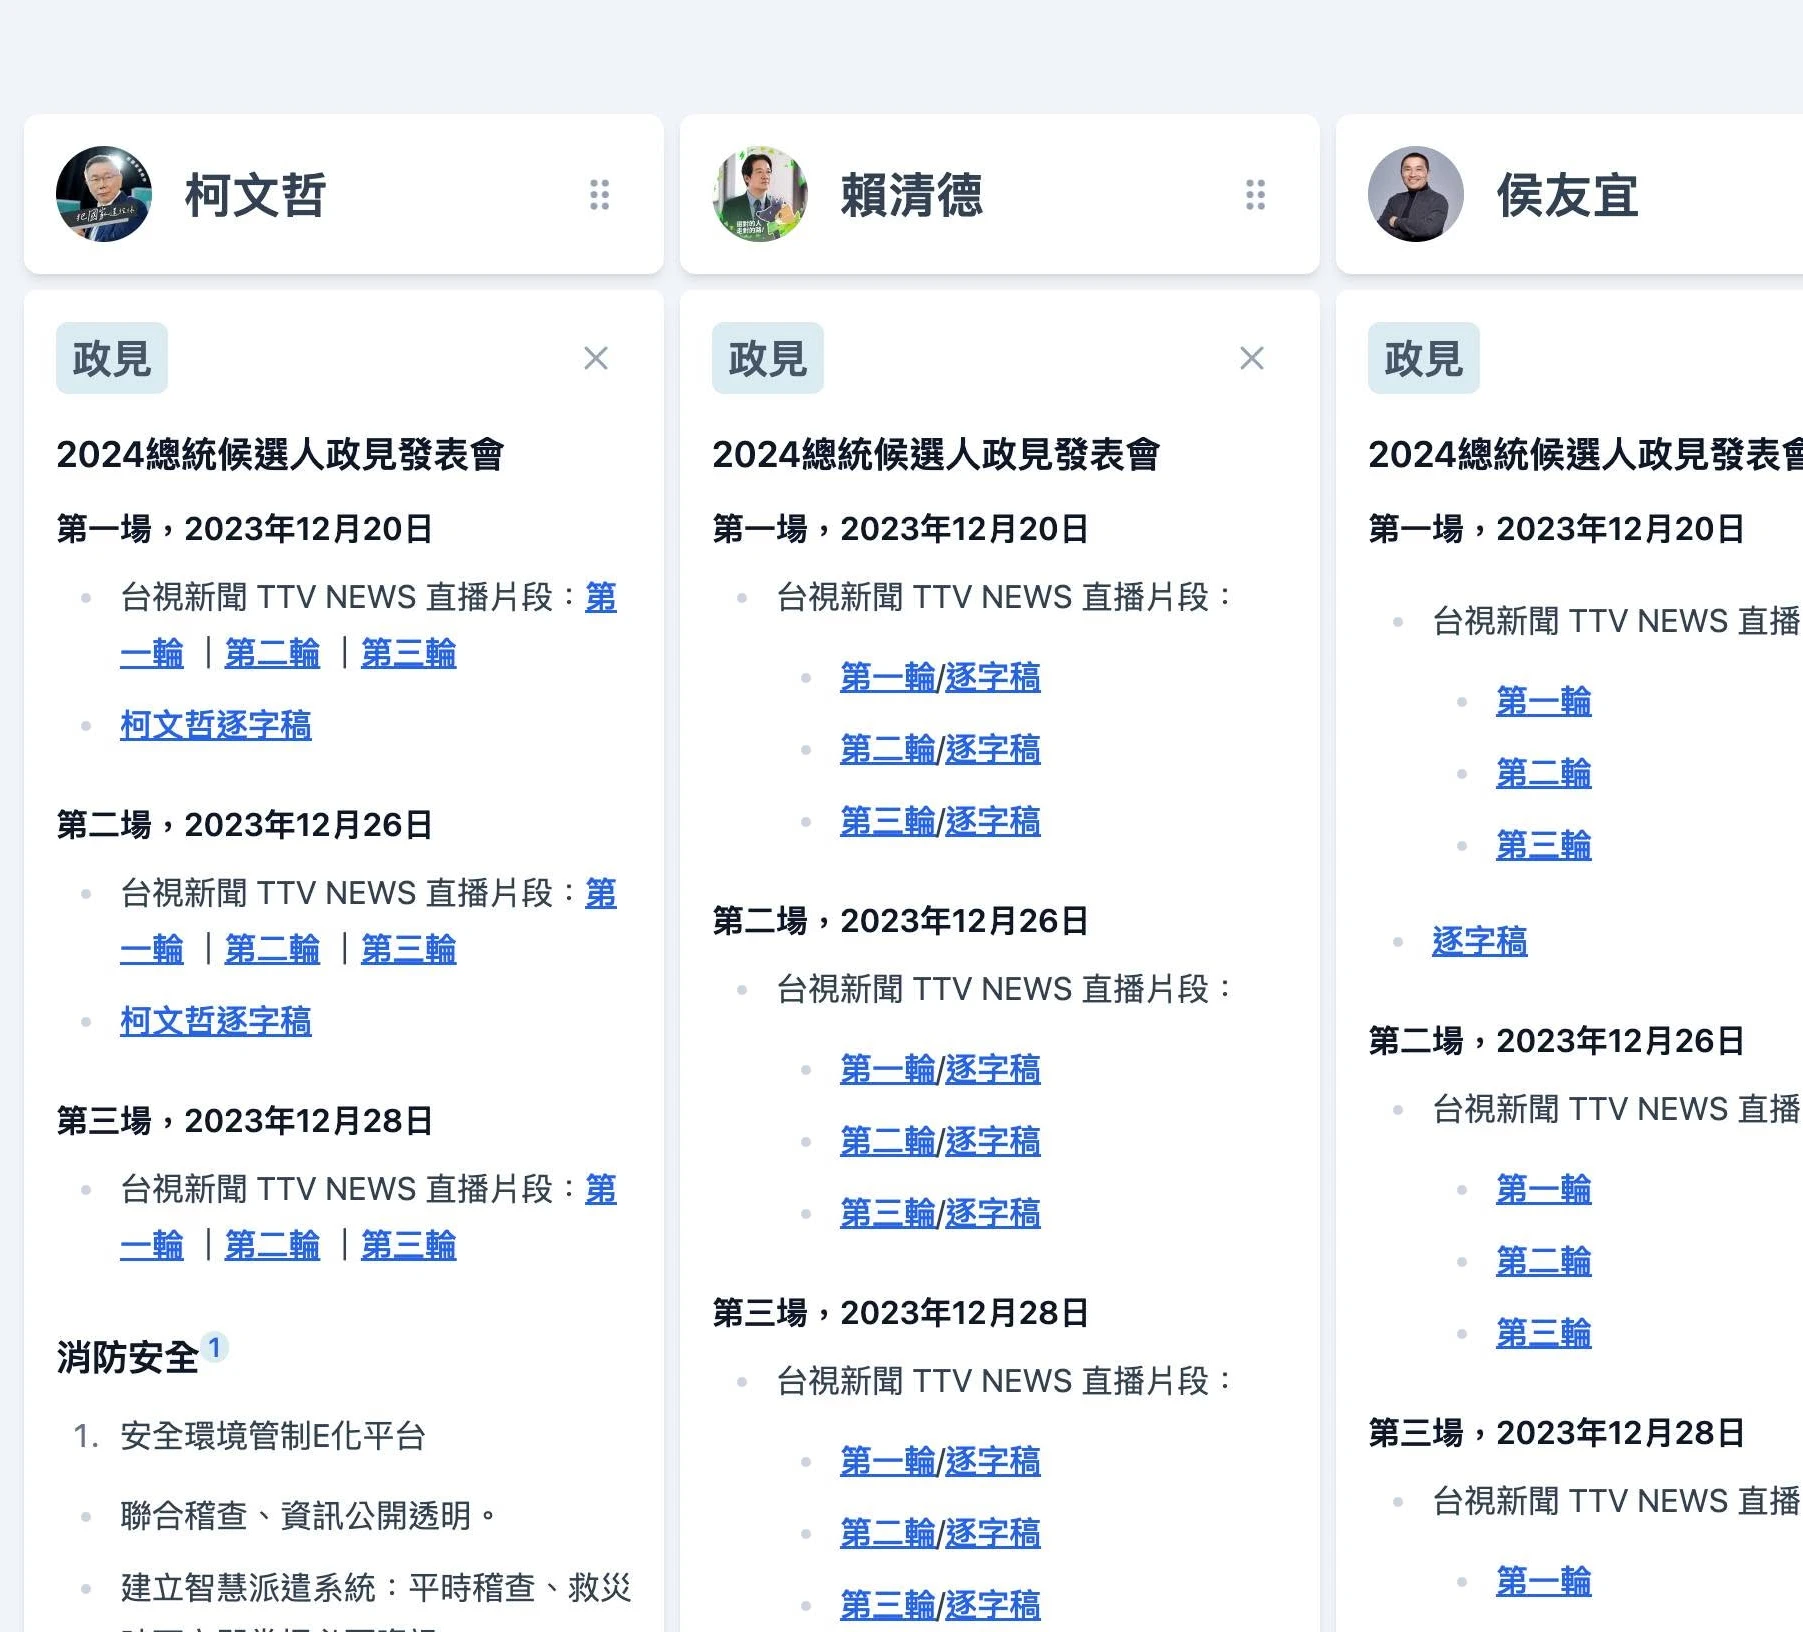 柯文哲
政見
2024總統候選人政見發表會
第一場，2023年12月20日
台視新聞 TTV NEWS 直播片段：第
一輪 ｜第二輪 ｜第三輪
柯文哲逐字稿
第二場，2023年12月26日
台視新聞 TTV NEWS 直播片段：第
一輪 ｜第二輪 ｜第三輪
柯文哲逐字稿
第三場，2023年12月28日
台視新聞 TTV NEWS 直播片段：第
一輪 ｜第二輪 ｜第三輪
消防安全1
1. 安全環境管制E化平台
聯合稽查、資訊公開透明。
建立智慧派遣系統：平時稽查、救災
賴清德
政見
2024總統候選人政見發表會
第一場，2023年12月20日
台視新聞 TTV NEWS 直播片段：
第一輪/逐字稿
第二輪/逐字稿
第三輪/逐字稿
第二場，2023年12月26日
台視新聞 TTV NEWS 直播片段：
第一輪/逐字稿
第二輪/逐字稿
第三輪/逐字稿
第三場，2023年12月28日
台視新聞 TTV NEWS 直播片段：
第一輪/逐字稿
第二輪/逐字稿
第三輪/逐字稿
侯友宜
政見
2024總統候選人政見發表會
第一場，2023年12月20日
台視新聞 TTV NEWS 直播
第一輪
第二輪
第三輪
逐字稿
第二場，2023年12月26日
台視新聞 TTV NEWS 直播
第一輪
第二輪
第三輪
第三場，2023年12月28日
台視新聞 TTV NEWS 直播
第一輪